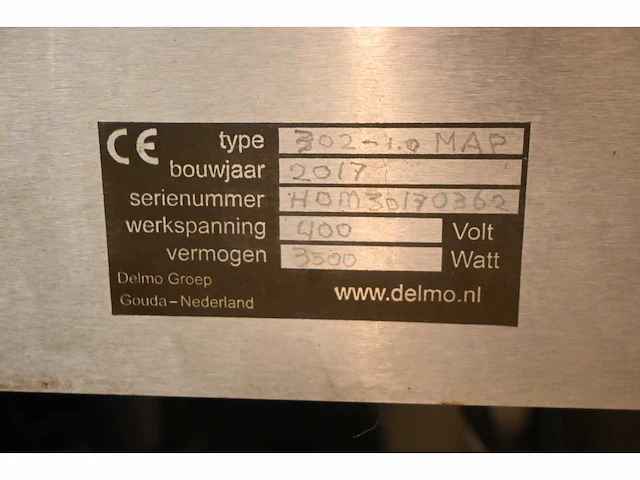 CE type 302-1.0 MAP
bouwjaar 2017
serienummer HOM30170362
werkspanning 400 Volt
vermogen 3500 Watt
Delmo Groep
Gouda-Nederland www.delmo.nl